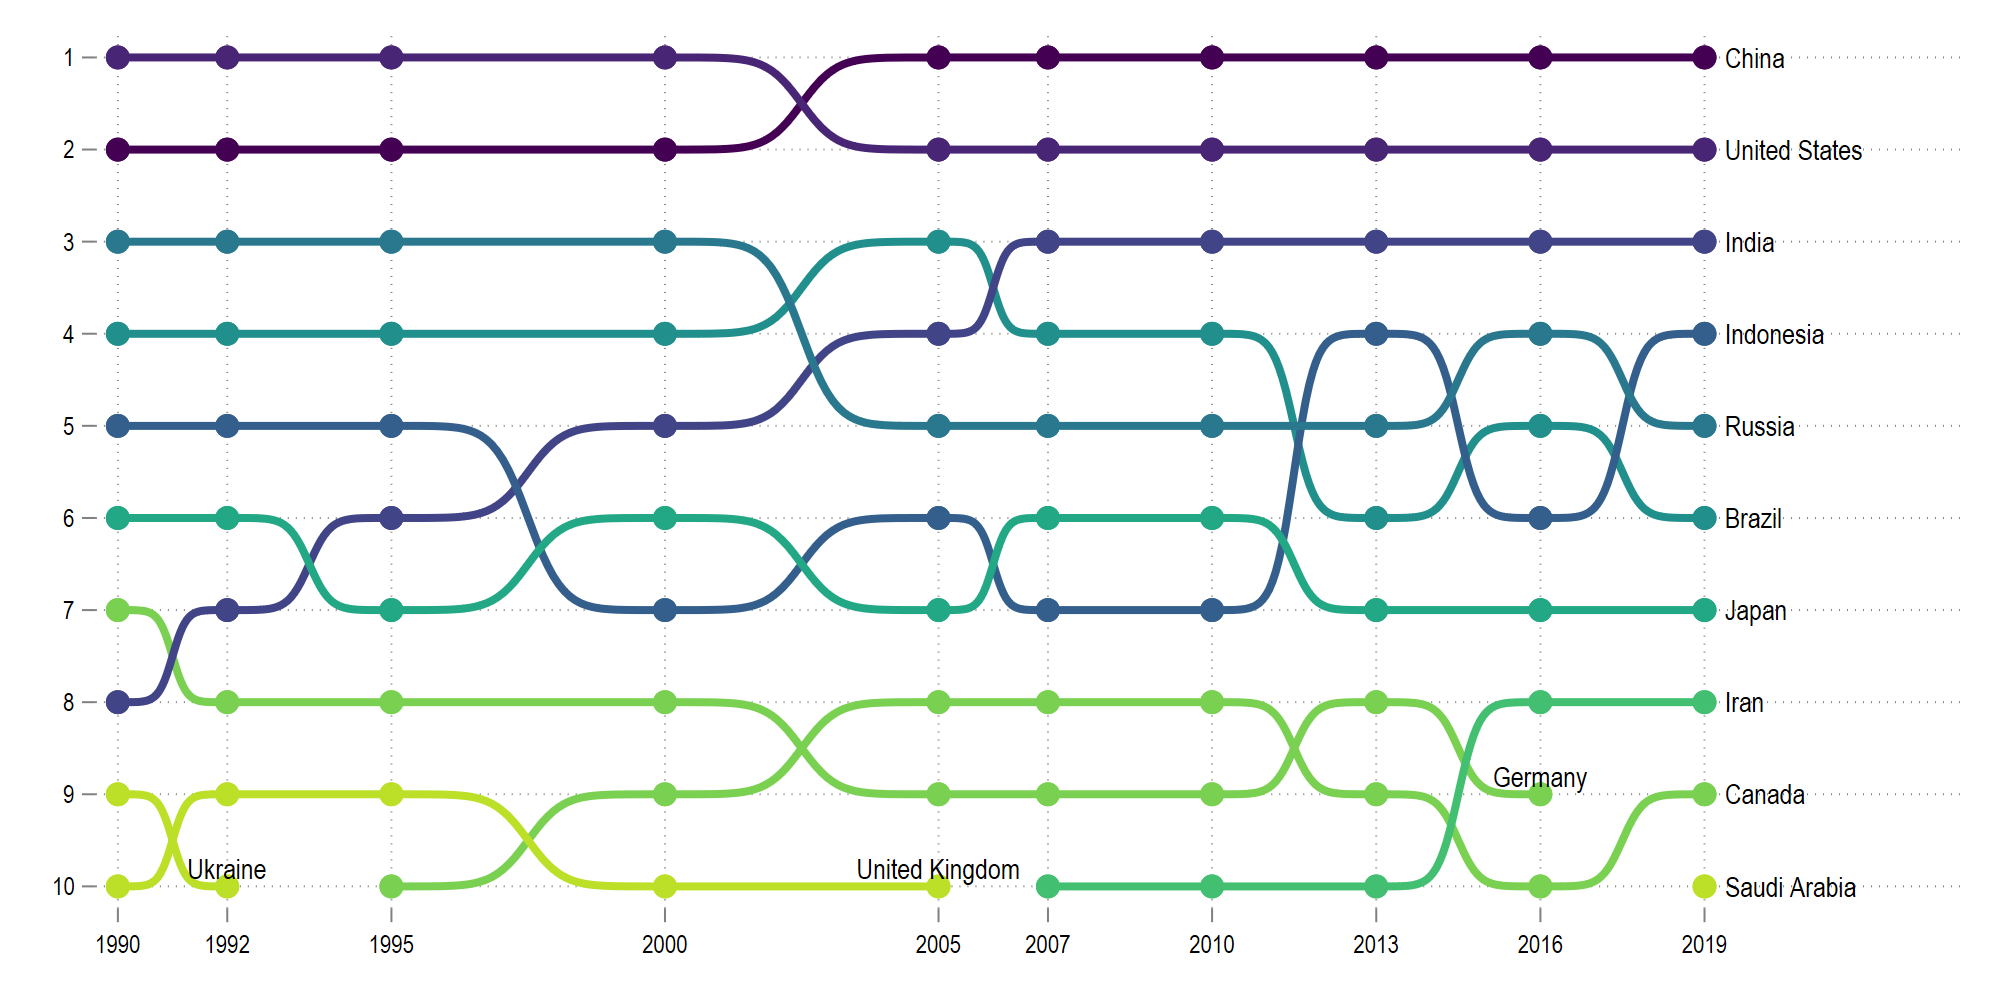 1
China
2
United States
3
India
4
Indonesia
5
Russia
6
Brazil
7
Japan
8
Iran
9
Germany
Canada
10
Ukraine
United Kingdom
Saudi Arabia
1990 1992 1995 2000 2005 2007 2010 2013 2016 2019